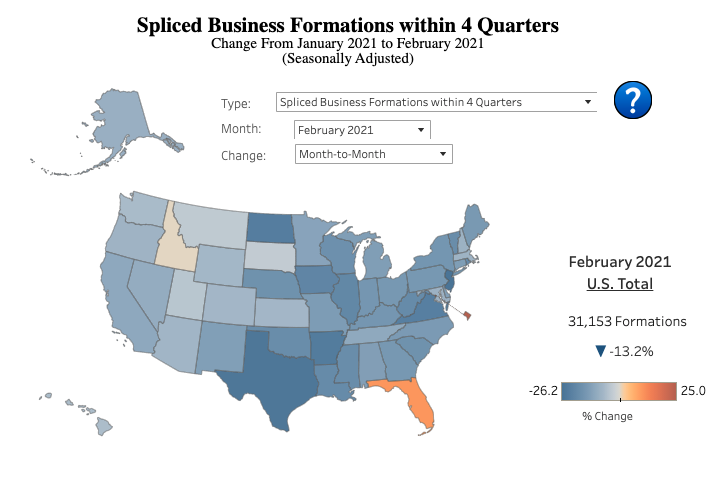 Spliced Business Formations within 4 Quarters
Change From January 2021 to February 2021
(Seasonally Adjusted)
Type: Spliced Business Formations within 4 Quarters
?
Month: February 2021
Change: Month-to-Month
February 2021
U.S. Total
31,153 Formations
▼ -13.2%
-26.2 25.0
% Change